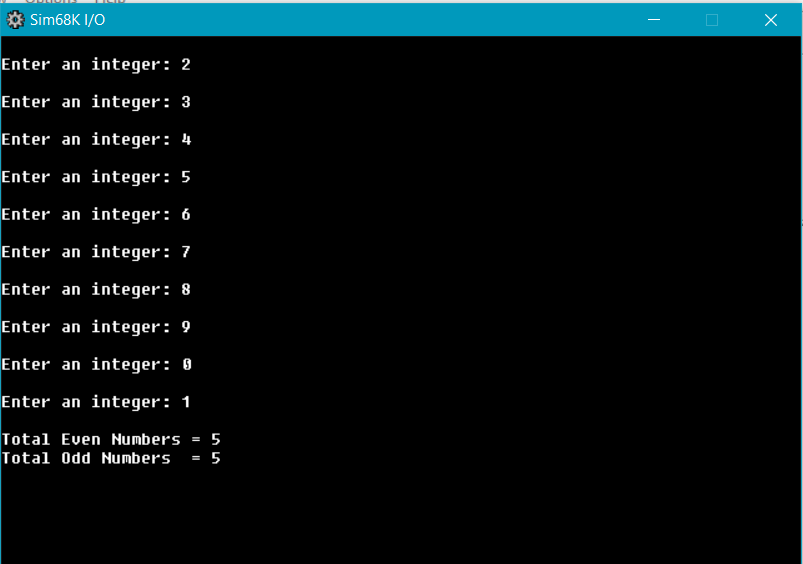 Options Help
Sim68K I/O
Enter an integer: 2
Enter an integer: 3
Enter an integer: 4
Enter an integer: 5
Enter an integer: 6
Enter an integer: 7
Enter an integer: 8
Enter an integer: 9
Enter an integer: 0
Enter an integer: 1
Total Even Numbers = 5
Total Odd Numbers  = 5